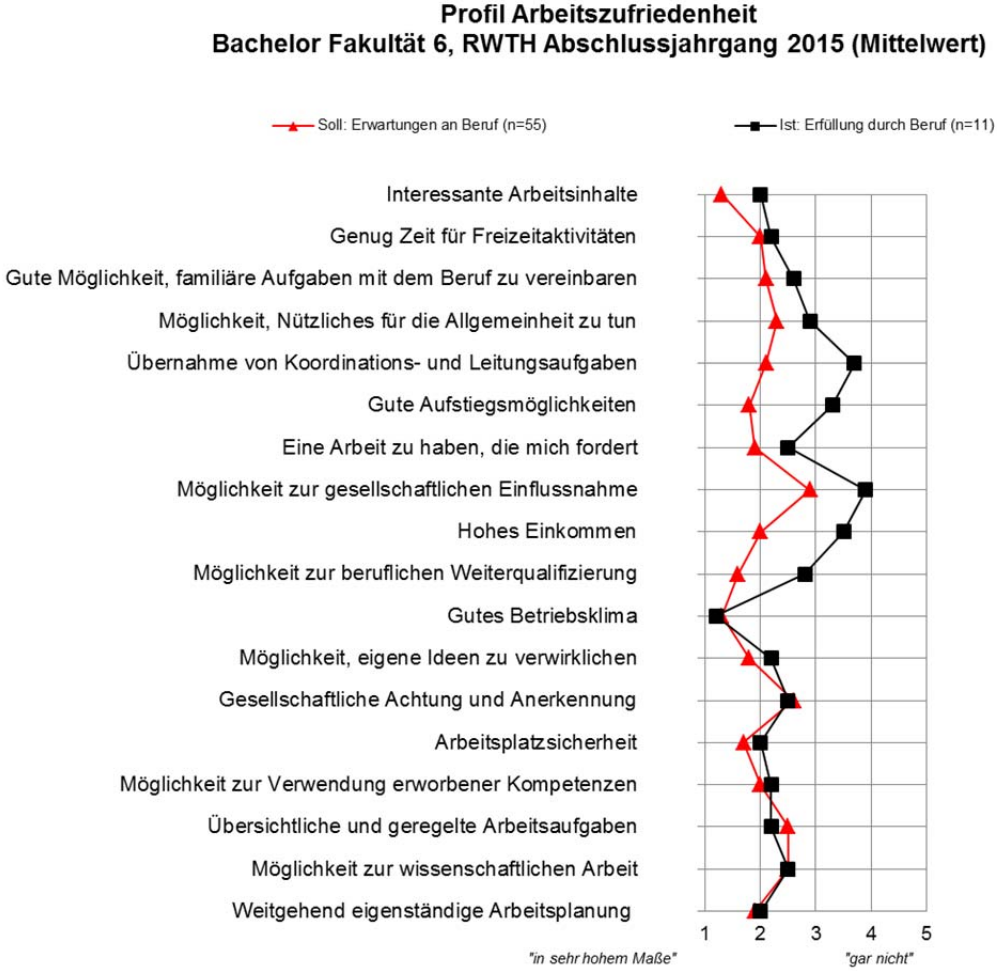 Profil Arbeitszufriedenheit
Bachelor Fakultät 6, RWTH Abschlussjahrgang 2015 (Mittelwert)
Soll: Erwartungen an Beruf (n=55)
Ist: Erfüllung durch Beruf (n=11)
Interessante Arbeitsinhalte
Genug Zeit für Freizeitaktivitäten
Gute Möglichkeit, familiäre Aufgaben mit dem Beruf zu vereinbaren
Möglichkeit, Nützliches für die Allgemeinheit zu tun
Übernahme von Koordinations- und Leitungsaufgaben
Gute Aufstiegsmöglichkeiten
Eine Arbeit zu haben, die mich fordert
Möglichkeit zur gesellschaftlichen Einflussnahme
Hohes Einkommen
Möglichkeit zur beruflichen Weiterqualifizierung
Gutes Betriebsklima
Möglichkeit, eigene Ideen zu verwirklichen
Gesellschaftliche Achtung und Anerkennung
Arbeitsplatzsicherheit
Möglichkeit zur Verwendung erworbener Kompetenzen
Übersichtliche und geregelte Arbeitsaufgaben
Möglichkeit zur wissenschaftlichen Arbeit
Weitgehend eigenständige Arbeitsplanung
1 2 3 4 5
"in sehr hohem Maße" "gar nicht"